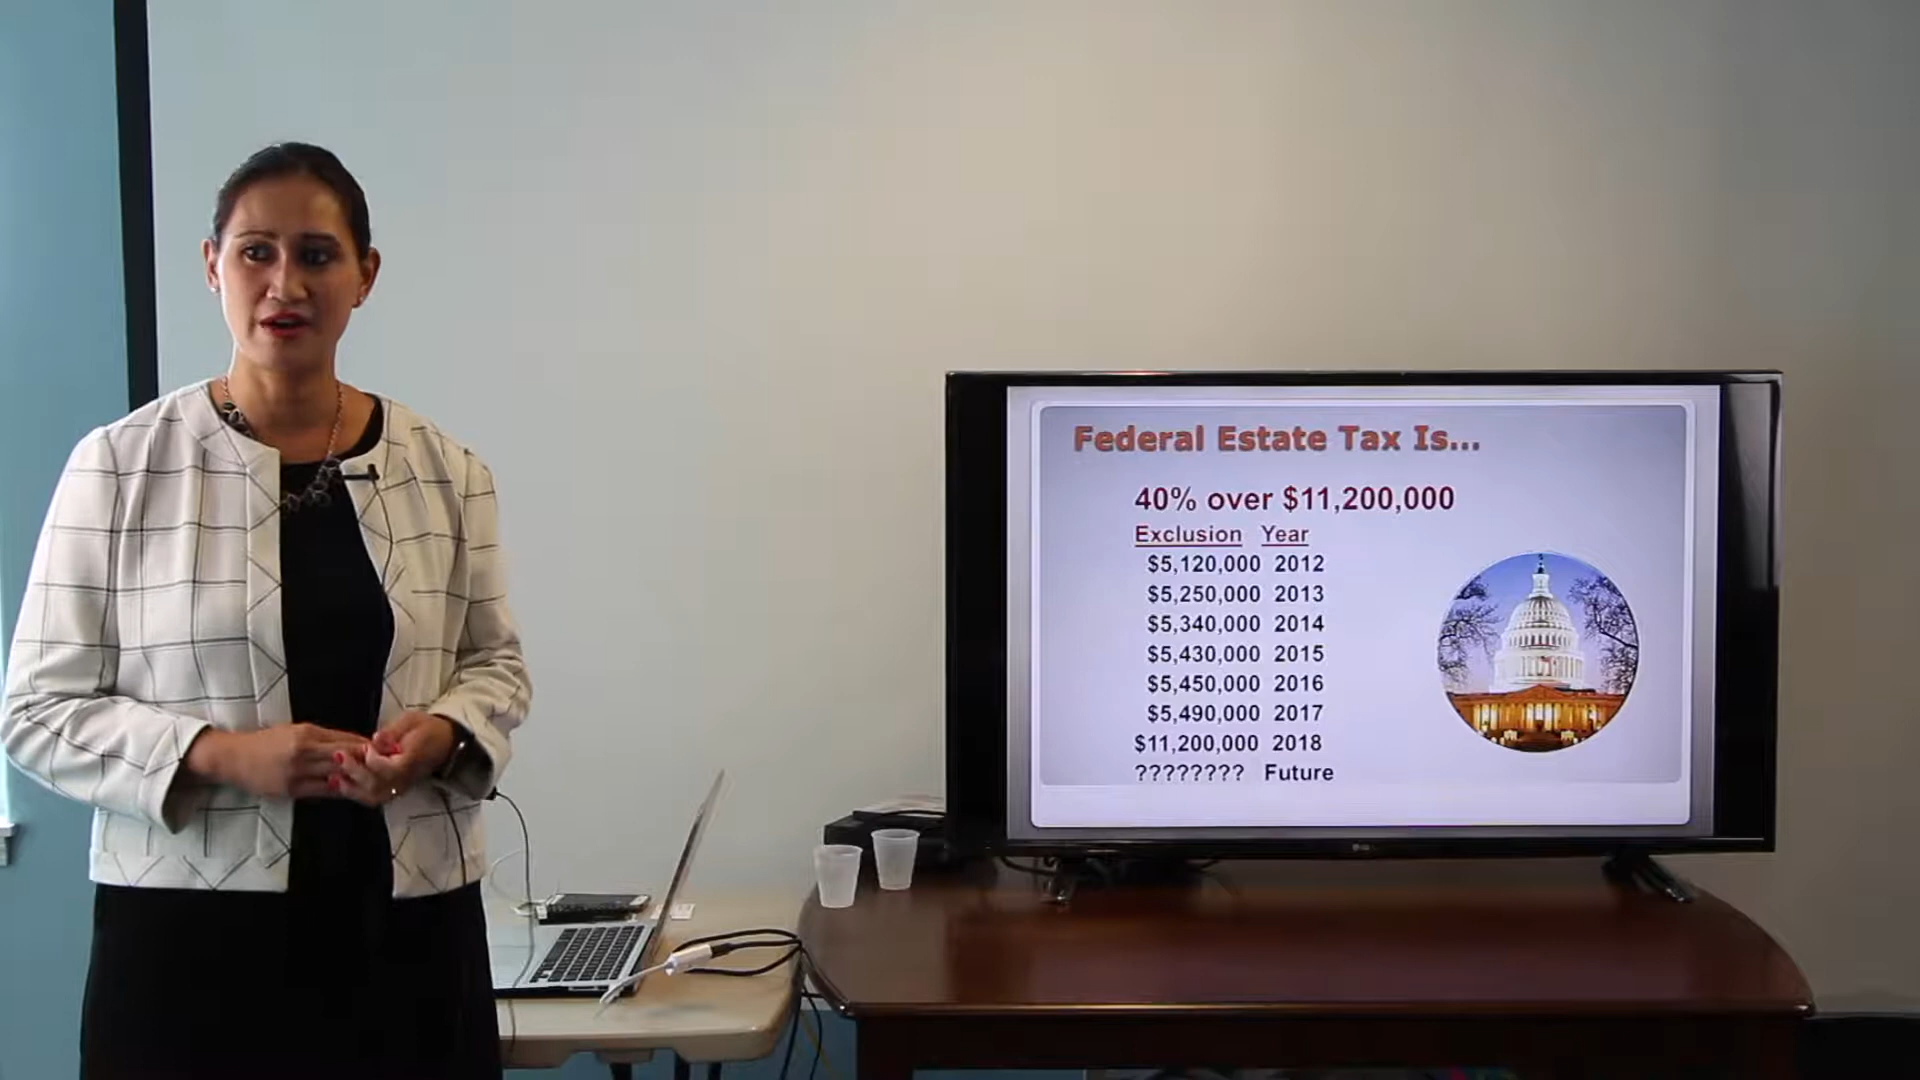 Federal Estate Tax Is...
40% over $11,200,000
Exclusion Year
$5,120,000 2012
$5,250,000 2013
$5,340,000 2014
$5,430,000 2015
$5,450,000 2016
$5,490,000 2017
$11,200,000 2018
???????? Future
LG